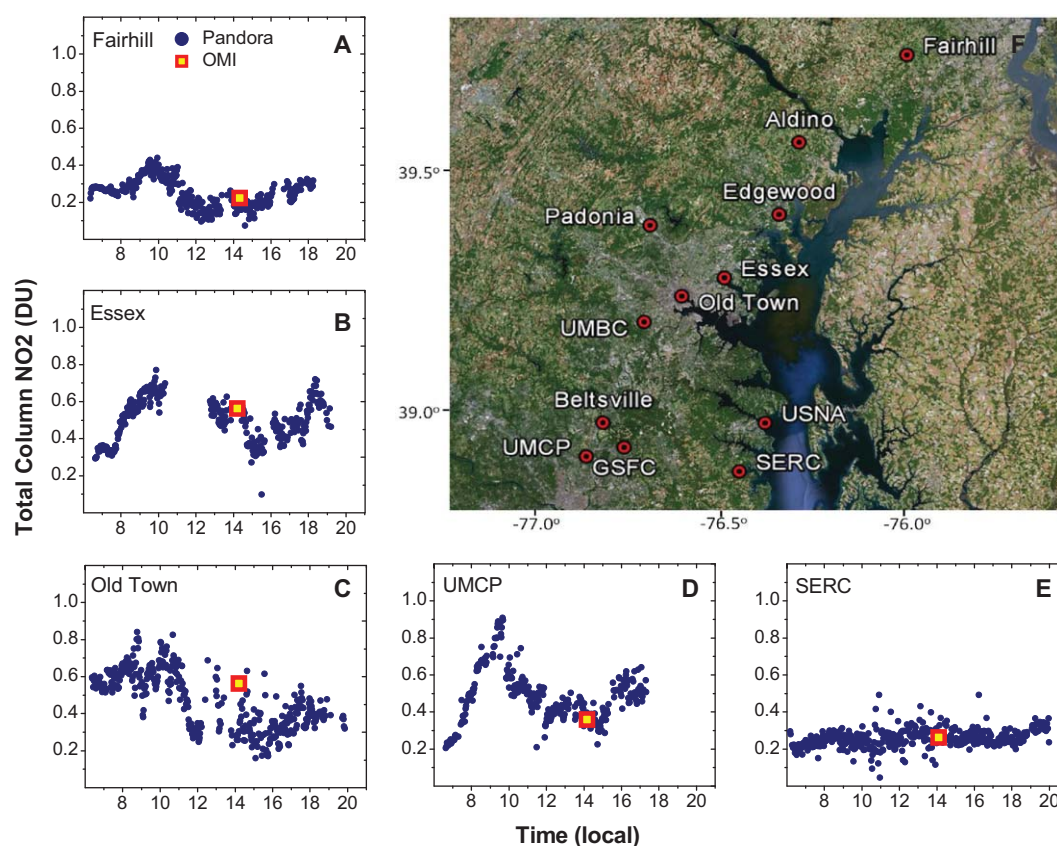 Fairhill
Pandora
OMI
A
1.0
0.8
0.6
0.4
0.2
8 10 12 14 16 18 20
Essex
B
1.0
0.8
0.6
0.4
0.2
8 10 12 14 16 18 20
Total Column NO2 (DU)
Old Town
C
1.0
0.8
0.6
0.4
0.2
8 10 12 14 16 18 20
UMCP
D
1.0
0.8
0.6
0.4
0.2
8 10 12 14 16 18 20
SERC
E
1.0
0.8
0.6
0.4
0.2
8 10 12 14 16 18 20
Time (local)
F
Fairhill
Aldino
39.5°
Edgewood
Padonia
Essex
Old Town
UMBC
39.0°
Beltsville
USNA
UMCP
GSFC
SERC
-77.0° -76.5° -76.0°